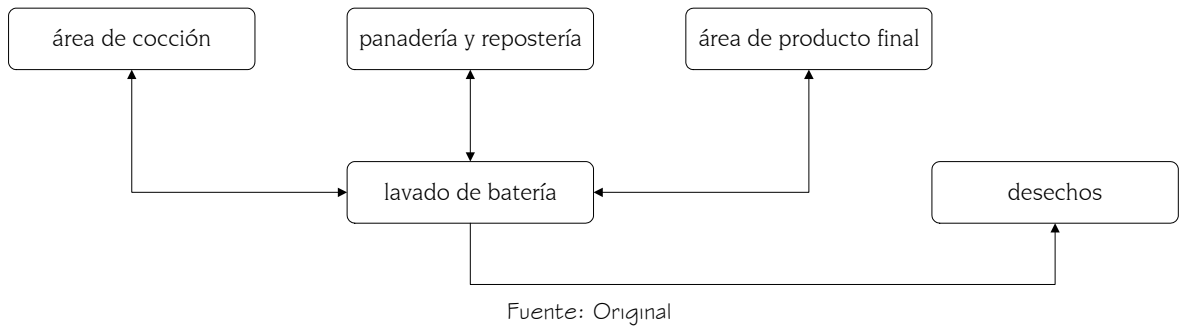 área de cocción
panadería y repostería
área de producto final
lavado de batería
desechos
Fuente: Original